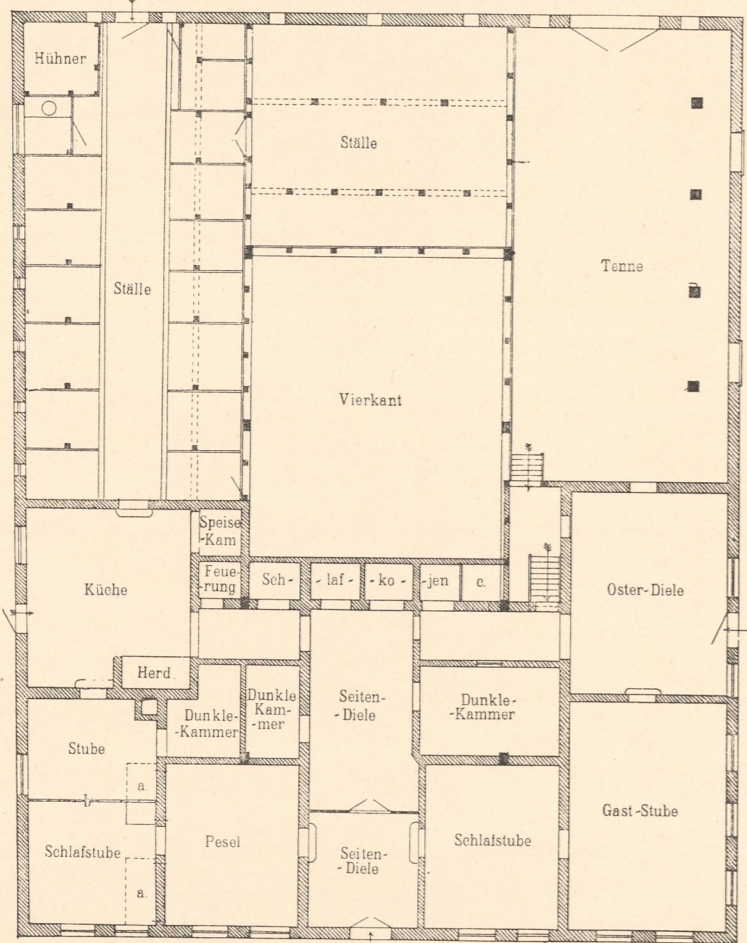 Hühner
Ställe
Ställe
Tenne
Vierkant
Speise
-Kam
Feue-
-rung
Sch-
-laf-
-ko-
-jen
c.
Küche
Oster-Diele
Herd
Dunkle-
-Kammer
Dunkle
Kam-
-mer
Seiten-
-Diele
Dunkle-
-Kammer
Stube
a.
Gast-Stube
Schlafstube
a.
Pesel
Seiten-
-Diele
Schlafstube